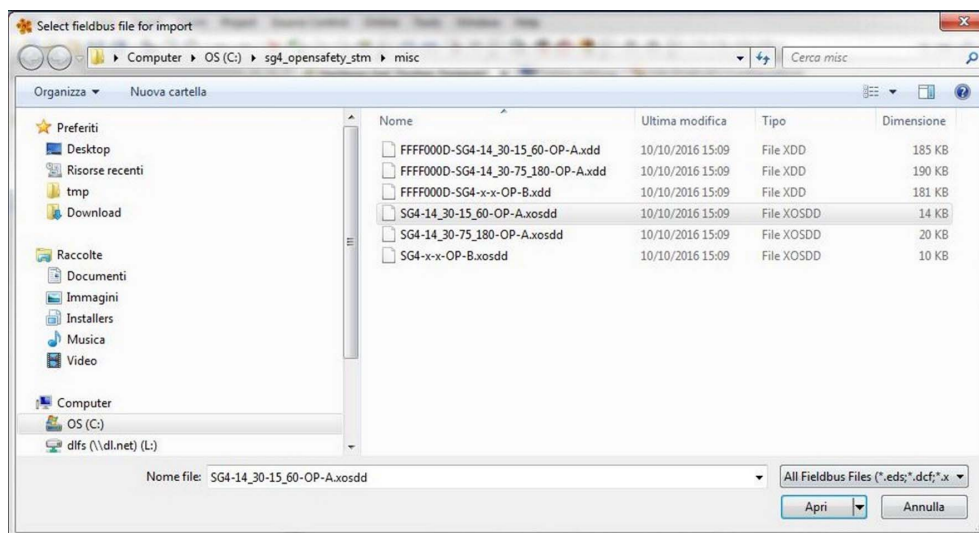 Select fieldbus file for import
Computer OS (C:) sg4_opensafety_stm misc
Cerca misc
Organizza Nuova cartella
Preferiti
Desktop
Risorse recenti
tmp
Download
Raccolte
Documenti
Immagini
Installers
Musica
Video
Computer
OS (C:)
dlfs (\\dl.net) (L:)
Nome Ultima modifica Tipo Dimensione
FFFF000D-SG4-14_30-15_60-OP-A.xdd 10/10/2016 15:09 File XDD 185 KB
FFFF000D-SG4-14_30-75_180-OP-A.xdd 10/10/2016 15:09 File XDD 190 KB
FFFF000D-SG4-x-x-OP-B.xdd 10/10/2016 15:09 File XDD 181 KB
SG4-14_30-15_60-OP-A.xosdd 10/10/2016 15:09 File XOSDD 14 KB
SG4-14_30-75_180-OP-A.xosdd 10/10/2016 15:09 File XOSDD 20 KB
SG4-x-x-OP-B.xosdd 10/10/2016 15:09 File XOSDD 10 KB
Nome file: SG4-14_30-15_60-OP-A.xosdd
All Fieldbus Files (*.eds;*.dcf;*.x
Apri Annulla